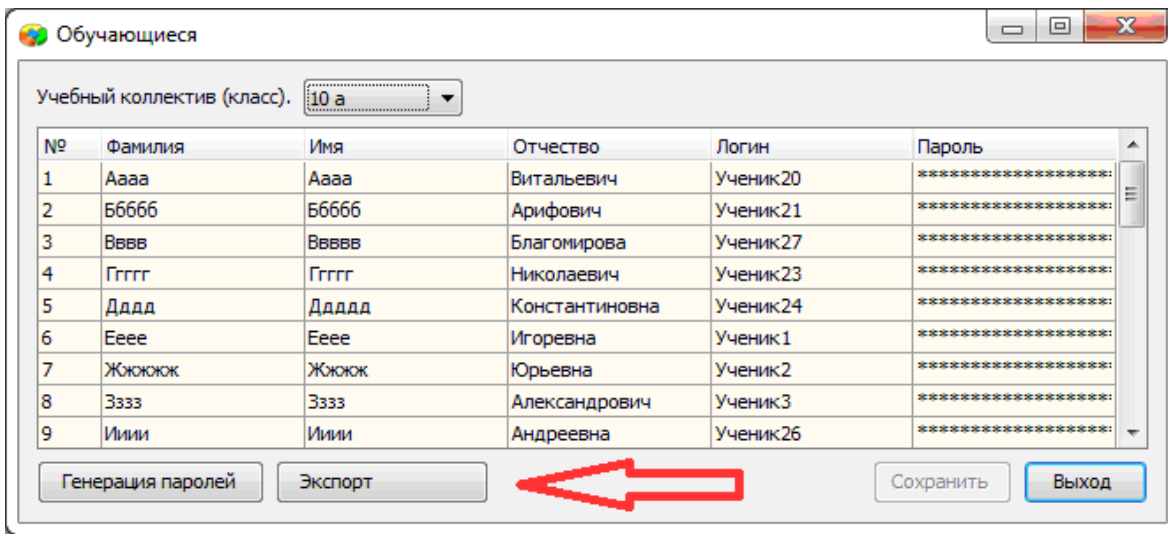 Обучающиеся
Учебный коллектив (класс). 10 а
№ Фамилия Имя Отчество Логин Пароль
1 Аааа Аааа Витальевич Ученик20 *******************
2 Ббббб Ббббб Арифович Ученик21 *******************
3 Вввв Ввввв Благомирова Ученик27 *******************
4 Ггггг Ггггг Николаевич Ученик23 *******************
5 Дддд Ддддд Константиновна Ученик24 *******************
6 Ееее Ееее Игоревна Ученик1 *******************
7 Жжжжж Жжжж Юрьевна Ученик2 *******************
8 Зззз Зззз Александрович Ученик3 *******************
9 Ииии Ииии Андреевна Ученик26 *******************
Генерация паролей Экспорт Сохранить Выход